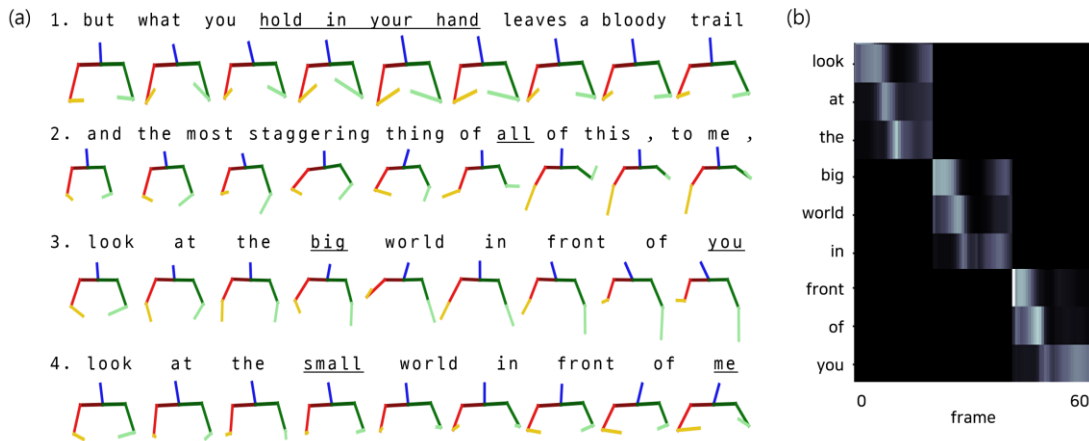 (a)
1. but what you hold in your hand leaves a bloody trail
2. and the most staggering thing of all of this , to me ,
3. look at the big world in front of you
4. look at the small world in front of me
(b)
look
at
the
big
world
in
front
of
you
0 60
frame